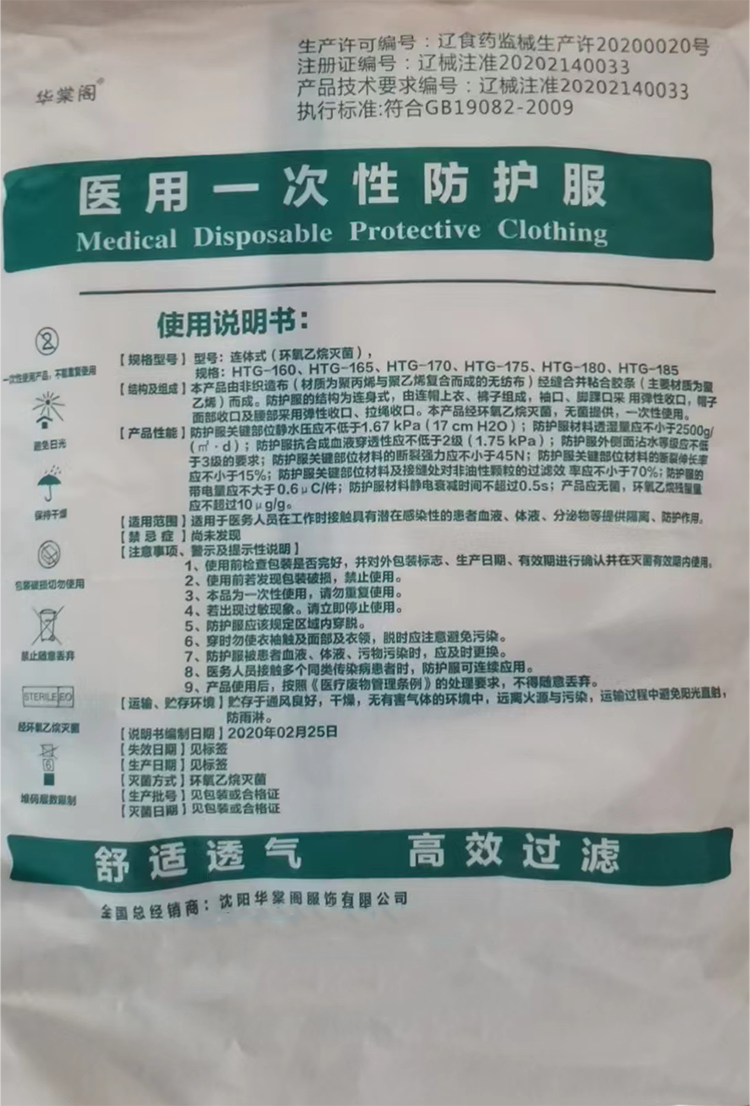 华棠阁®
生产许可编号：辽食药监械生产许20200020号
注册证编号：辽械注准20202140033
产品技术要求编号：辽械注准20202140033
执行标准:符合GB19082-2009
医用一次性防护服
Medical Disposable Protective Clothing
使用说明书：
【规格型号】型号：连体式（环氧乙烷灭菌），
规格：HTG-160、HTG-165、HTG-170、HTG-175、HTG-180、HTG-185
【结构及组成】本产品由非织造布（材质为聚丙烯与聚乙烯复合而成的无纺布）经缝合并粘合胶条（主要材质为聚
乙烯）而成。防护服的结构为连身式，由连帽上衣、裤子组成，袖口、脚踝口采 用弹性收口，帽子
面部收口及腰部采用弹性收口、拉绳收口。本产品经环氧乙烷灭菌，无菌提供，一次性使用。
【产品性能】防护服关键部位静水压应不低于1.67 kPa（17 cm H2O）；防护服材料透湿量应不小于2500g/
（㎡·d）；防护服抗合成血液穿透性应不低于2级（1.75 kPa）；防护服外侧面沾水等级应不低
于3级的要求；防护服关键部位材料的断裂强力应不小于45N；防护服关键部位材料的断裂伸长率
应不小于15%；防护服关键部位材料及接缝处对非油性颗粒的过滤效 率应不小于70%；防护服的
带电量应不大于0.6μC/件；防护服材料静电衰减时间不超过0.5s；产品应无菌，环氧乙烷残留量
应不超过10μg/g。
【适用范围】适用于医务人员在工作时接触具有潜在感染性的患者血液、体液、分泌物等提供隔离、防护作用。
【禁忌症】尚未发现
【注意事项、警示及提示性说明】
1、使用前检查包装是否完好，并对外包装标志、生产日期、有效期进行确认并在灭菌有效期内使用。
2、使用前若发现包装破损，禁止使用。
3、本品为一次性使用，请勿重复使用。
4、若出现过敏现象。请立即停止使用。
5、防护服应该规定区域内穿脱。
6、穿时勿使衣袖触及面部及衣领，脱时应注意避免污染。
7、防护服被患者血液、体液、污物污染时，应及时更换。
8、医务人员接触多个同类传染病患者时，防护服可连续应用。
9、产品使用后，按照《医疗废物管理条例》的处理要求，不得随意丢弃。
【运输、贮存环境】贮存于通风良好，干燥，无有害气体的环境中，远离火源与污染，运输过程中避免阳光直射，
防雨淋。
【说明书编制日期】2020年02月25日
【失效日期】见标签
【生产日期】见标签
【灭菌方式】环氧乙烷灭菌
【生产批号】见包装或合格证
【灭菌日期】见包装或合格证
2
一次性使用产品，不能重复使用
避免日光
保持干燥
包装破损切勿使用
禁止随意丢弃
STERILE EO
经环氧乙烷灭菌
6
堆码层数限制
舒适透气 高效过滤
全国总经销商：沈阳华棠阁服饰有限公司